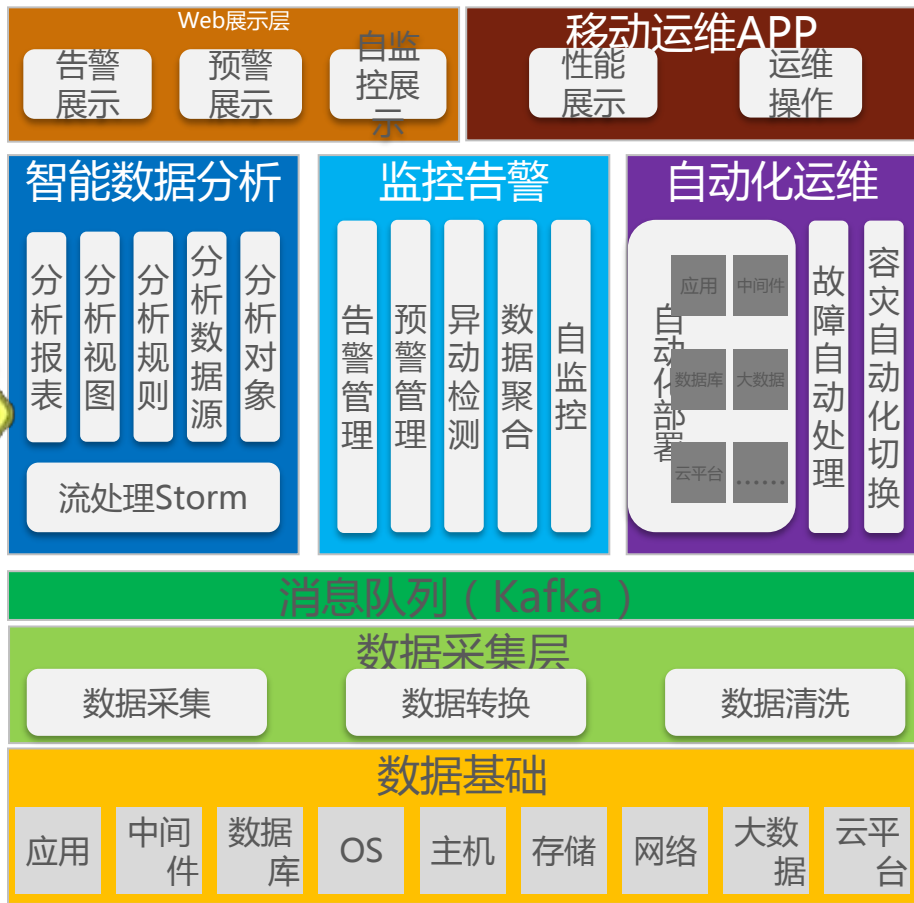 Web展示层
告警
展示
预警
展示
自监
控展
示
移动运维APP
性能
展示
运维
操作
智能数据分析
分析报表
分析视图
分析规则
分析数据源
分析对象
流处理Storm
监控告警
告警管理
预警管理
异动检测
数据聚合
自监控
自动化运维
自动化部署
应用
中间件
数据库
大数据
云平台
......
故障自动处理
容灾自动化切换
消息队列（Kafka）
数据采集层
数据采集
数据转换
数据清洗
数据基础
应用
中间
件
数据
库
OS
主机
存储
网络
大数
据
云平
台